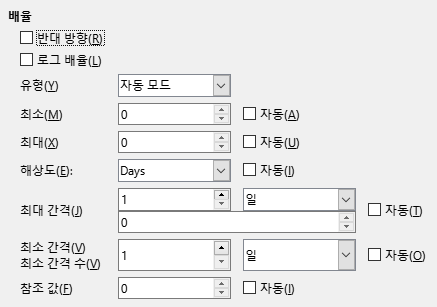 배율
반대 방향(R)
로그 배율(L)
유형(Y) 자동 모드
최소(M) 0 자동(A)
최대(X) 0 자동(U)
해상도(E): Days 자동(I)
최대 간격(J) 1 일 자동(T)
0
최소 간격(V) 1 일 자동(O)
최소 간격 수(V)
참조 값(F) 0 자동(I)